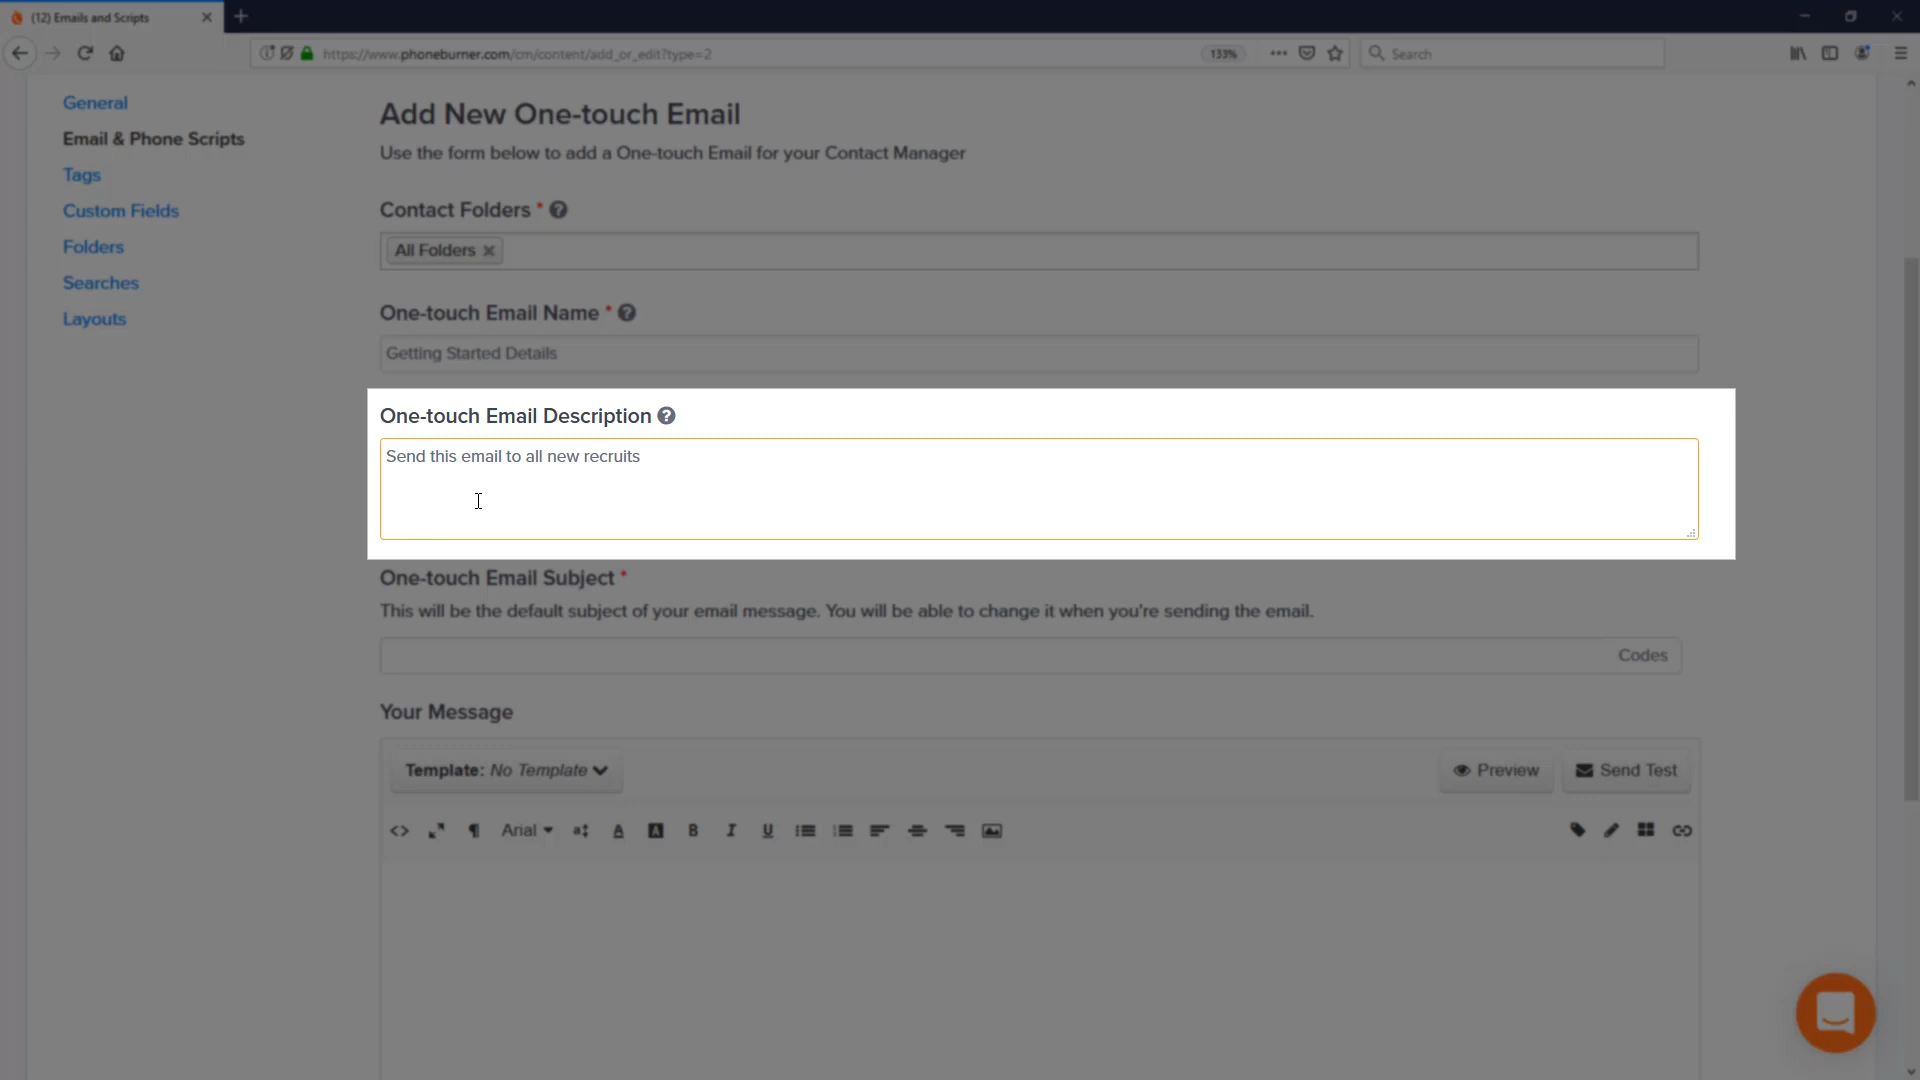 (12) Emails and Scripts
https://www.phoneburner.com/cm/content/add_or_edit?type=2
133%
Search
General
Email & Phone Scripts
Tags
Custom Fields
Folders
Searches
Layouts
Add New One-touch Email
Use the form below to add a One-touch Email for your Contact Manager
Contact Folders *
All Folders
One-touch Email Name *
Getting Started Details
One-touch Email Description
Send this email to all new recruits
One-touch Email Subject *
This will be the default subject of your email message. You will be able to change it when you're sending the email.
Codes
Your Message
Template: No Template
Preview
Send Test
Arial